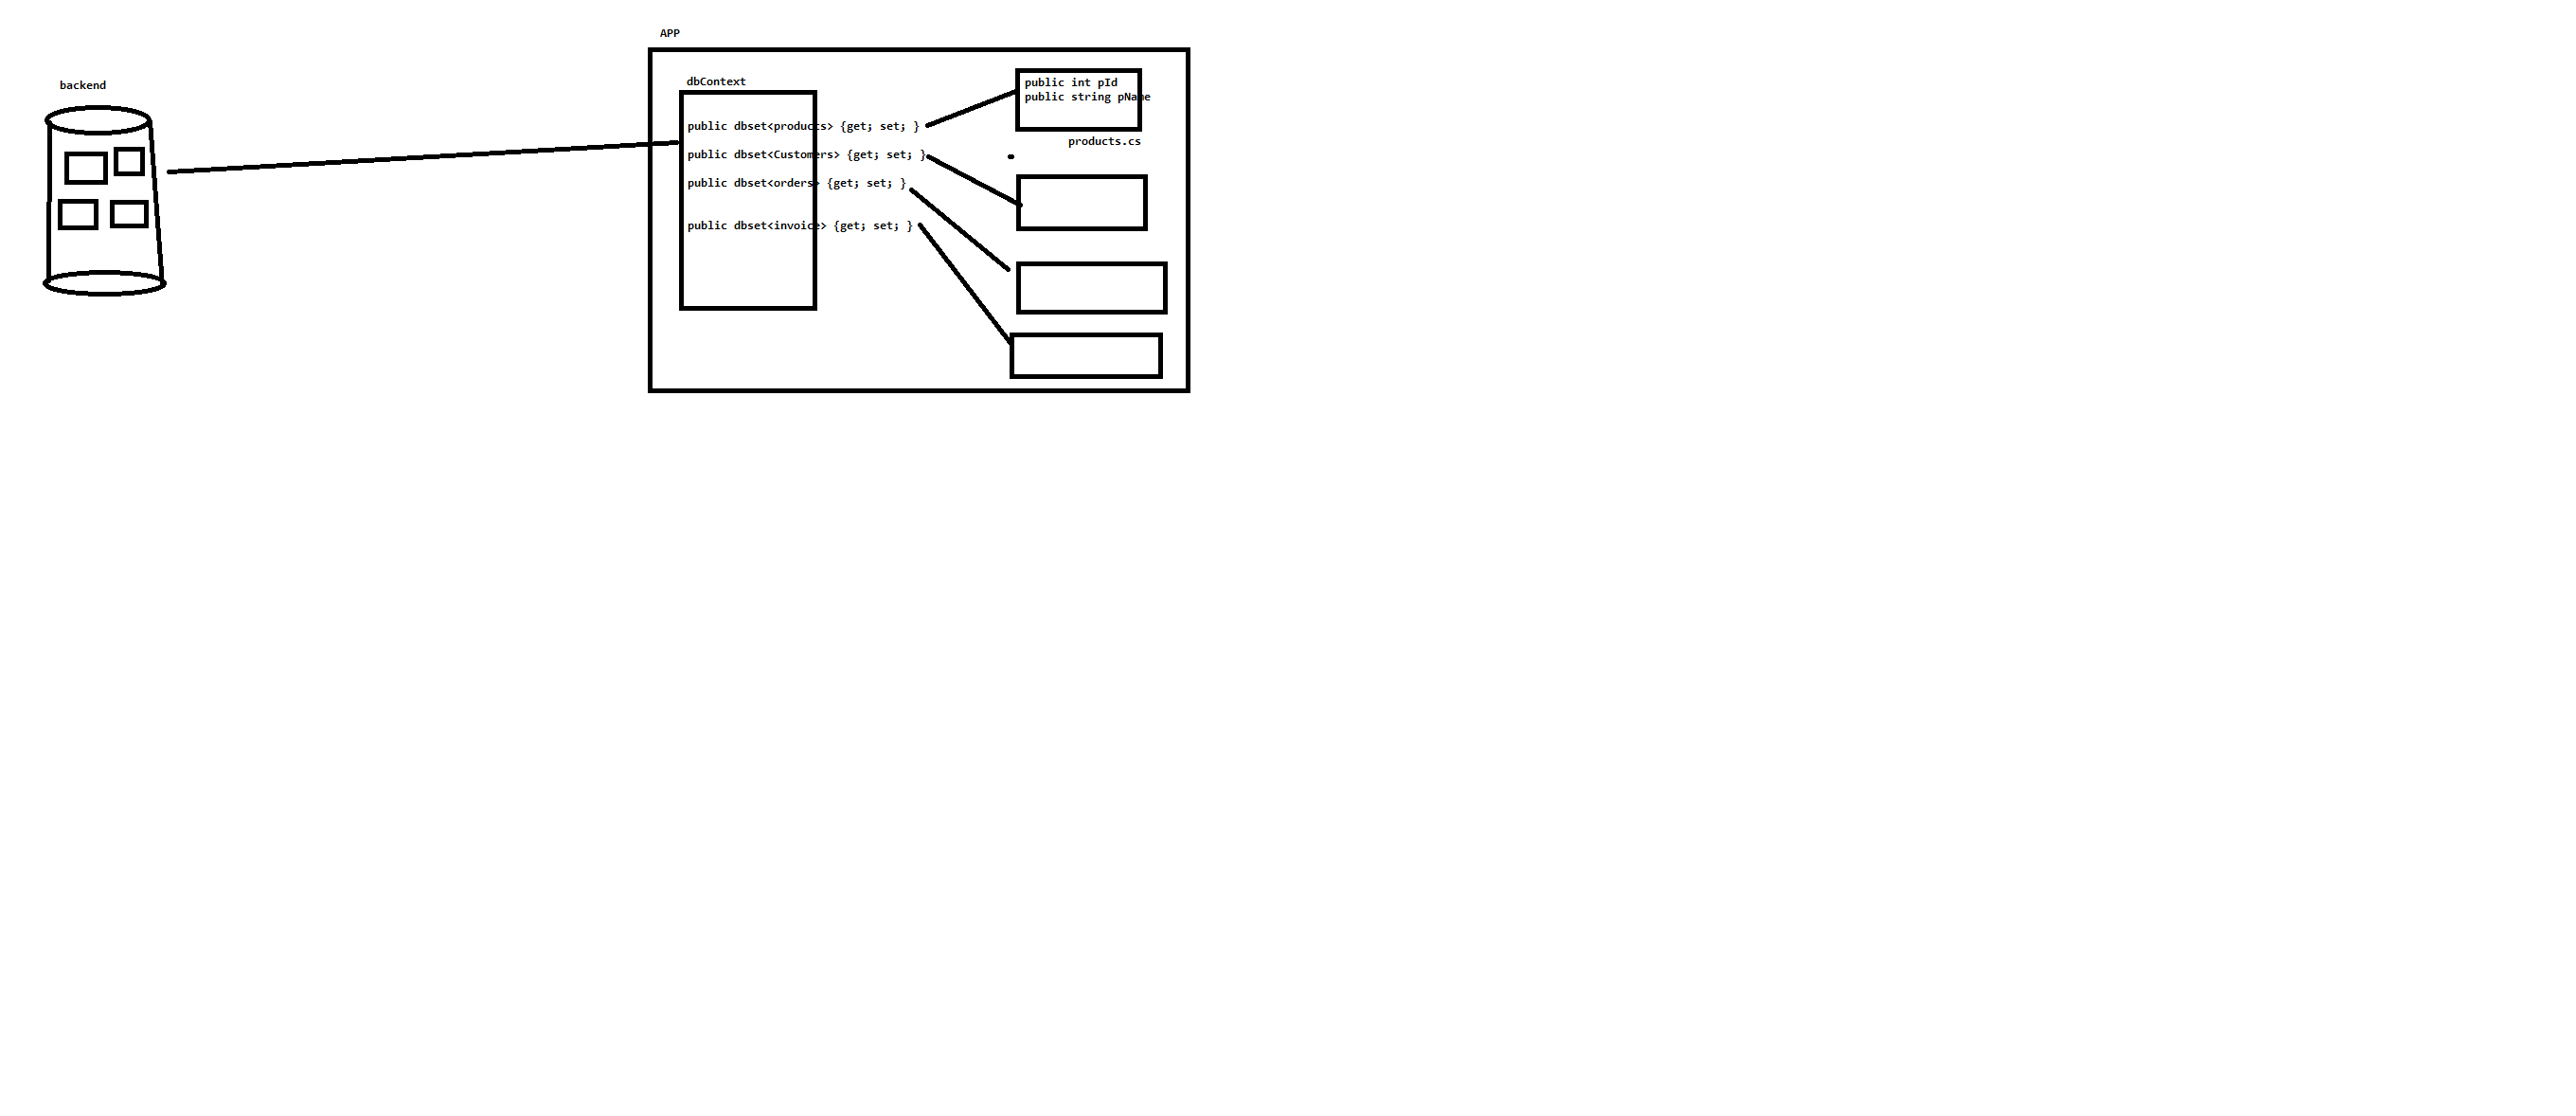 APP
backend
dbContext
public int pId
public string pName
public dbset<products> {get; set; }
products.cs
public dbset<Customers> {get; set; }
public dbset<orders> {get; set; }
public dbset<invoice> {get; set; }